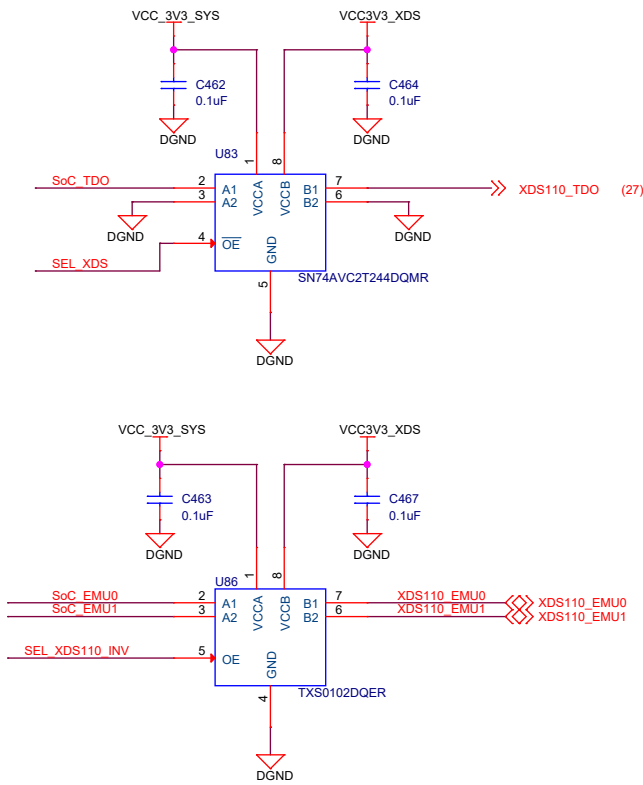 VCC_3V3_SYS VCC3V3_XDS
C462 C464
0.1uF 0.1uF
DGND DGND
U83
1 8
SoC_TDO 2 A1 VCCA VCCB B1 7 XDS110_TDO (27)
3 A2 B2 6
DGND DGND
SEL_XDS 4 OE GND
SN74AVC2T244DQMR
5
DGND
VCC_3V3_SYS VCC3V3_XDS
C463 C467
0.1uF 0.1uF
DGND DGND
U86
1 8
SoC_EMU0 2 A1 VCCA VCCB B1 7 XDS110_EMU0 XDS110_EMU0
SoC_EMU1 3 A2 B2 6 XDS110_EMU1 XDS110_EMU1
SEL_XDS110_INV 5 OE GND
TXS0102DQER
4
DGND